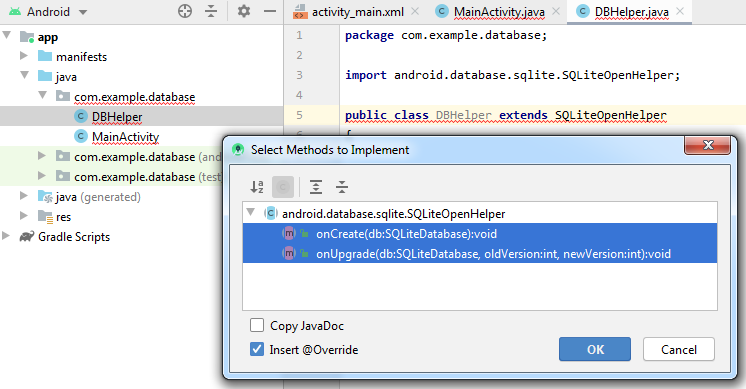 Android
activity_main.xml
MainActivity.java
DBHelper.java
app
manifests
java
com.example.database
DBHelper
MainActivity
com.example.database (and
com.example.database (test
java (generated)
res
Gradle Scripts
1 package com.example.database;
2
3 import android.database.sqlite.SQLiteOpenHelper;
4
5 public class DBHelper extends SQLiteOpenHelper
{
Select Methods to Implement
android.database.sqlite.SQLiteOpenHelper
onCreate(db:SQLiteDatabase):void
onUpgrade(db:SQLiteDatabase, oldVersion:int, newVersion:int):void
Copy JavaDoc
Insert @Override
OK
Cancel